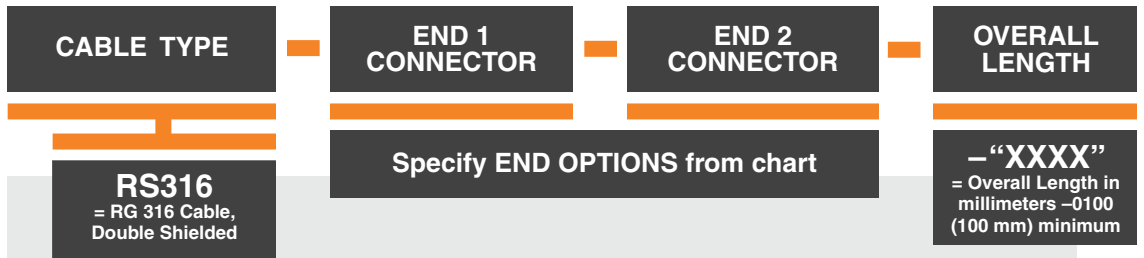 CABLE TYPE
END 1
CONNECTOR
END 2
CONNECTOR
OVERALL
LENGTH
RS316
= RG 316 Cable,
Double Shielded
Specify END OPTIONS from chart
–“XXXX”
= Overall Length in
millimeters –0100
(100 mm) minimum